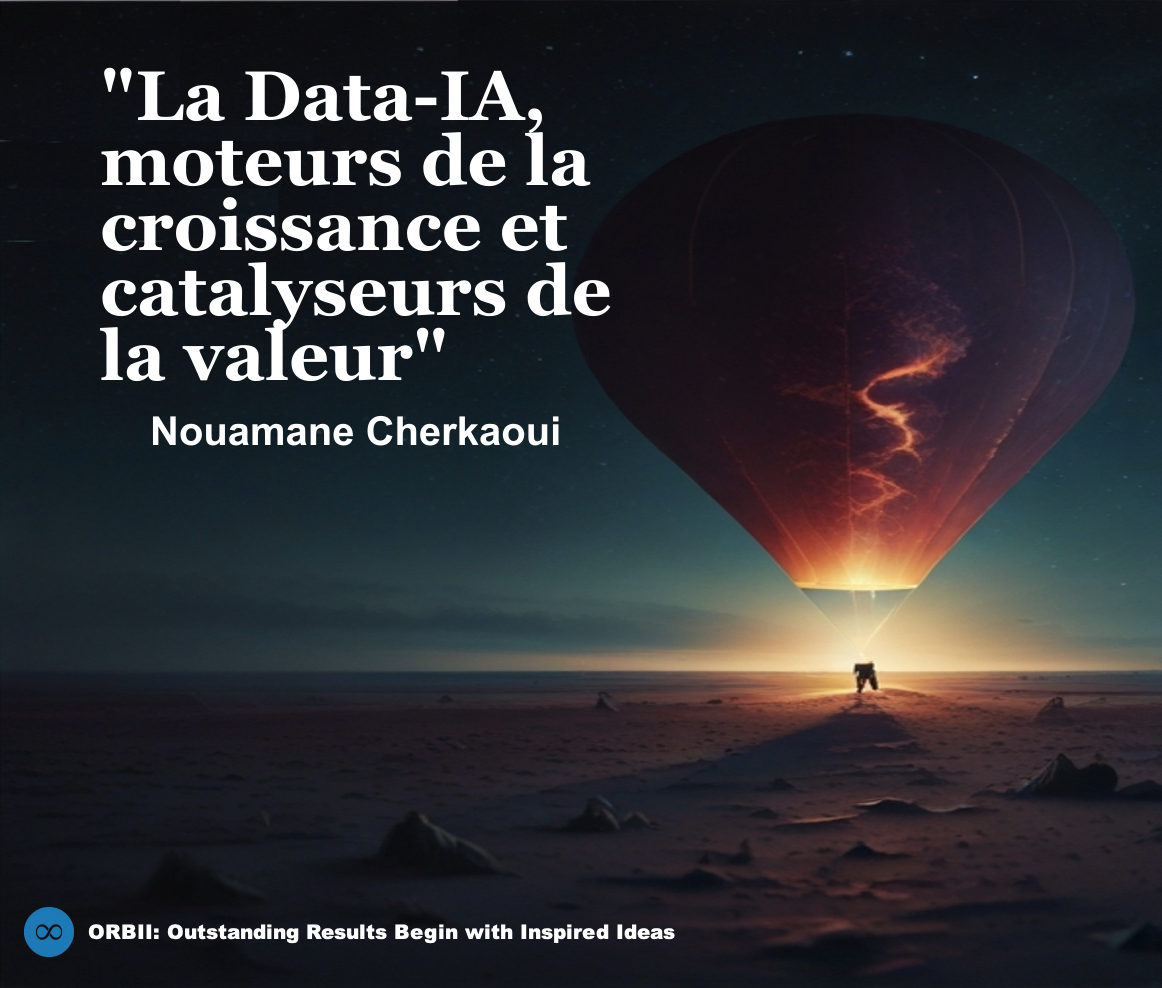 "La Data-IA,
moteurs de la
croissance et
catalyseurs de
la valeur"
Nouamane Cherkaoui
ORBII: Outstanding Results Begin with Inspired Ideas